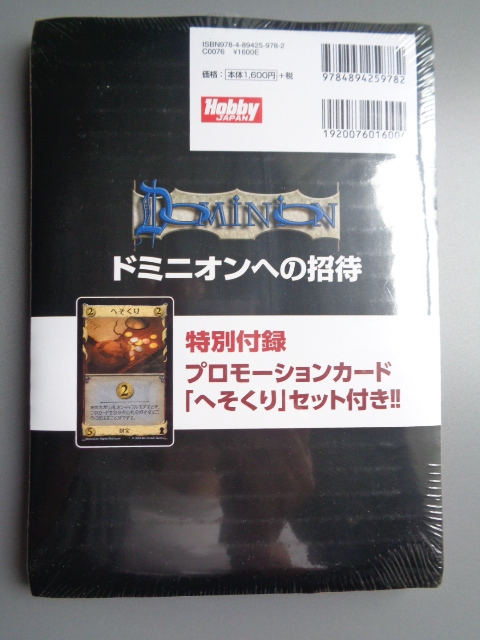 ISBN978-4-89425-978-2
C0076 ¥1600E
価格：本体1,600円+税
9784894259782
Hobby
JAPAN
192007601600
DOMINION
ドミニオンへの招待
2 へそくり 2
2
5 財宝
特別付録
プロモーションカード
「へそくり」セット付き!!